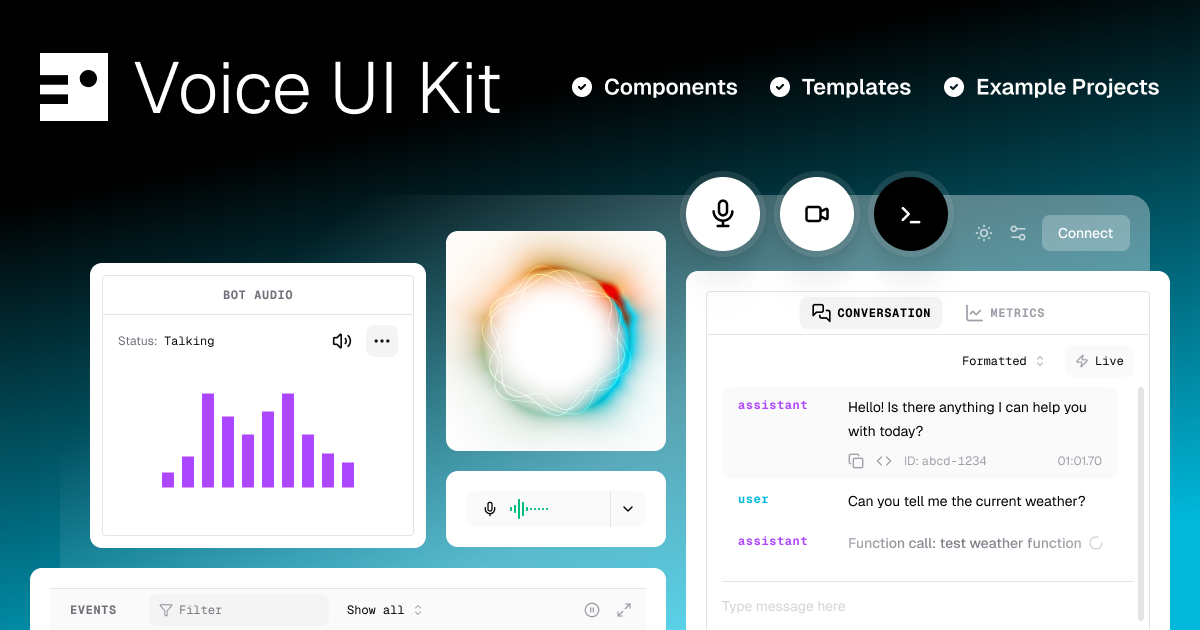 Voice UI Kit
Components
Templates
Example Projects
Connect
BOT AUDIO
Status: Talking
CONVERSATION
METRICS
Formatted
Live
assistant
Hello! Is there anything I can help you
with today?
ID: abcd-1234
01:01.70
user
Can you tell me the current weather?
assistant
Function call: test weather function
Type message here
EVENTS
Filter
Show all